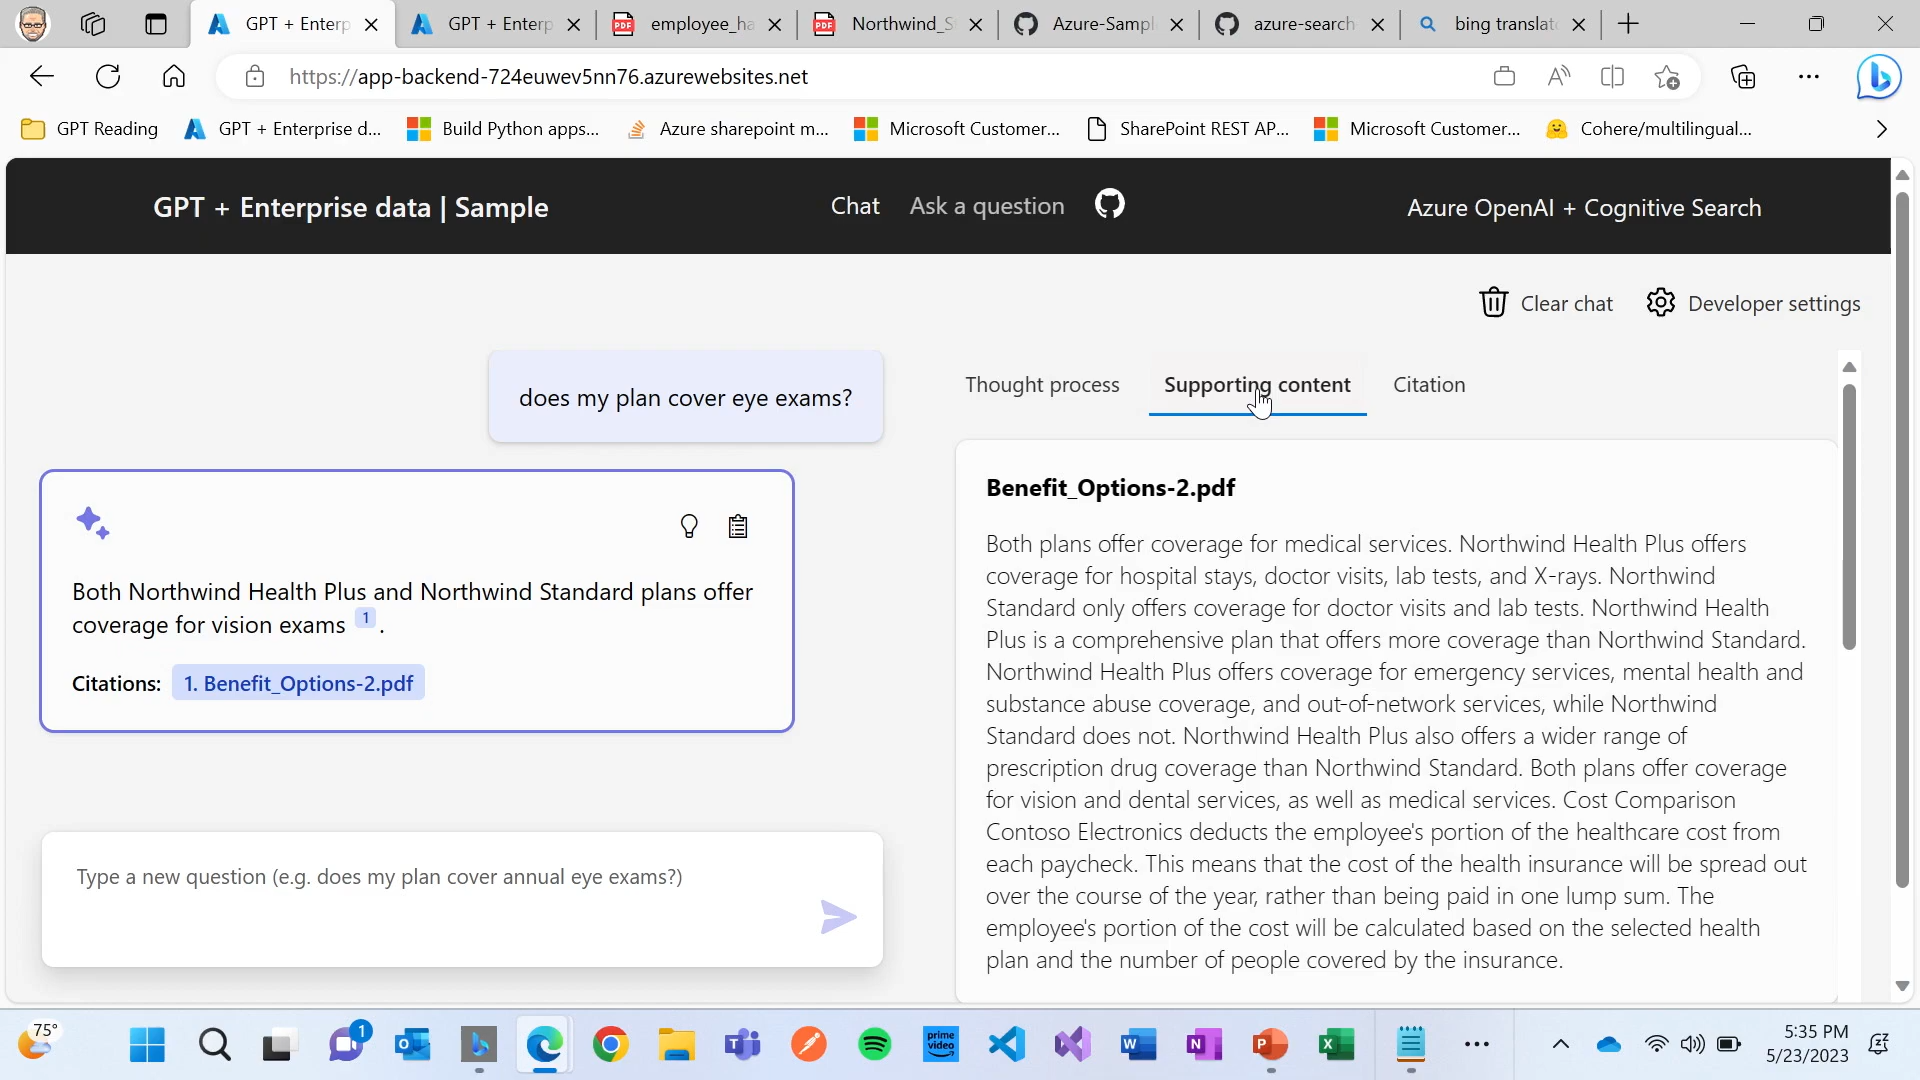 GPT + Enterp
GPT + Enterp
PDF
employee_ha
PDF
Northwind_S
Azure-Sampl
azure-search
bing translat
https://app-backend-724euwev5nn76.azurewebsites.net
GPT Reading
GPT + Enterprise d...
Build Python apps...
Azure sharepoint m...
Microsoft Customer...
SharePoint REST AP...
Microsoft Customer...
Cohere/multilingual...
GPT + Enterprise data | Sample
Chat
Ask a question
Azure OpenAI + Cognitive Search
Clear chat
Developer settings
does my plan cover eye exams?
Both Northwind Health Plus and Northwind Standard plans offer
coverage for vision exams 1 .
Citations: 1. Benefit_Options-2.pdf
Type a new question (e.g. does my plan cover annual eye exams?)
Thought process
Supporting content
Citation
Benefit_Options-2.pdf
Both plans offer coverage for medical services. Northwind Health Plus offers
coverage for hospital stays, doctor visits, lab tests, and X-rays. Northwind
Standard only offers coverage for doctor visits and lab tests. Northwind Health
Plus is a comprehensive plan that offers more coverage than Northwind Standard.
Northwind Health Plus offers coverage for emergency services, mental health and
substance abuse coverage, and out-of-network services, while Northwind
Standard does not. Northwind Health Plus also offers a wider range of
prescription drug coverage than Northwind Standard. Both plans offer coverage
for vision and dental services, as well as medical services. Cost Comparison
Contoso Electronics deducts the employee's portion of the healthcare cost from
each paycheck. This means that the cost of the health insurance will be spread out
over the course of the year, rather than being paid in one lump sum. The
employee's portion of the cost will be calculated based on the selected health
plan and the number of people covered by the insurance.
75°
1
prime video
5:35 PM
5/23/2023